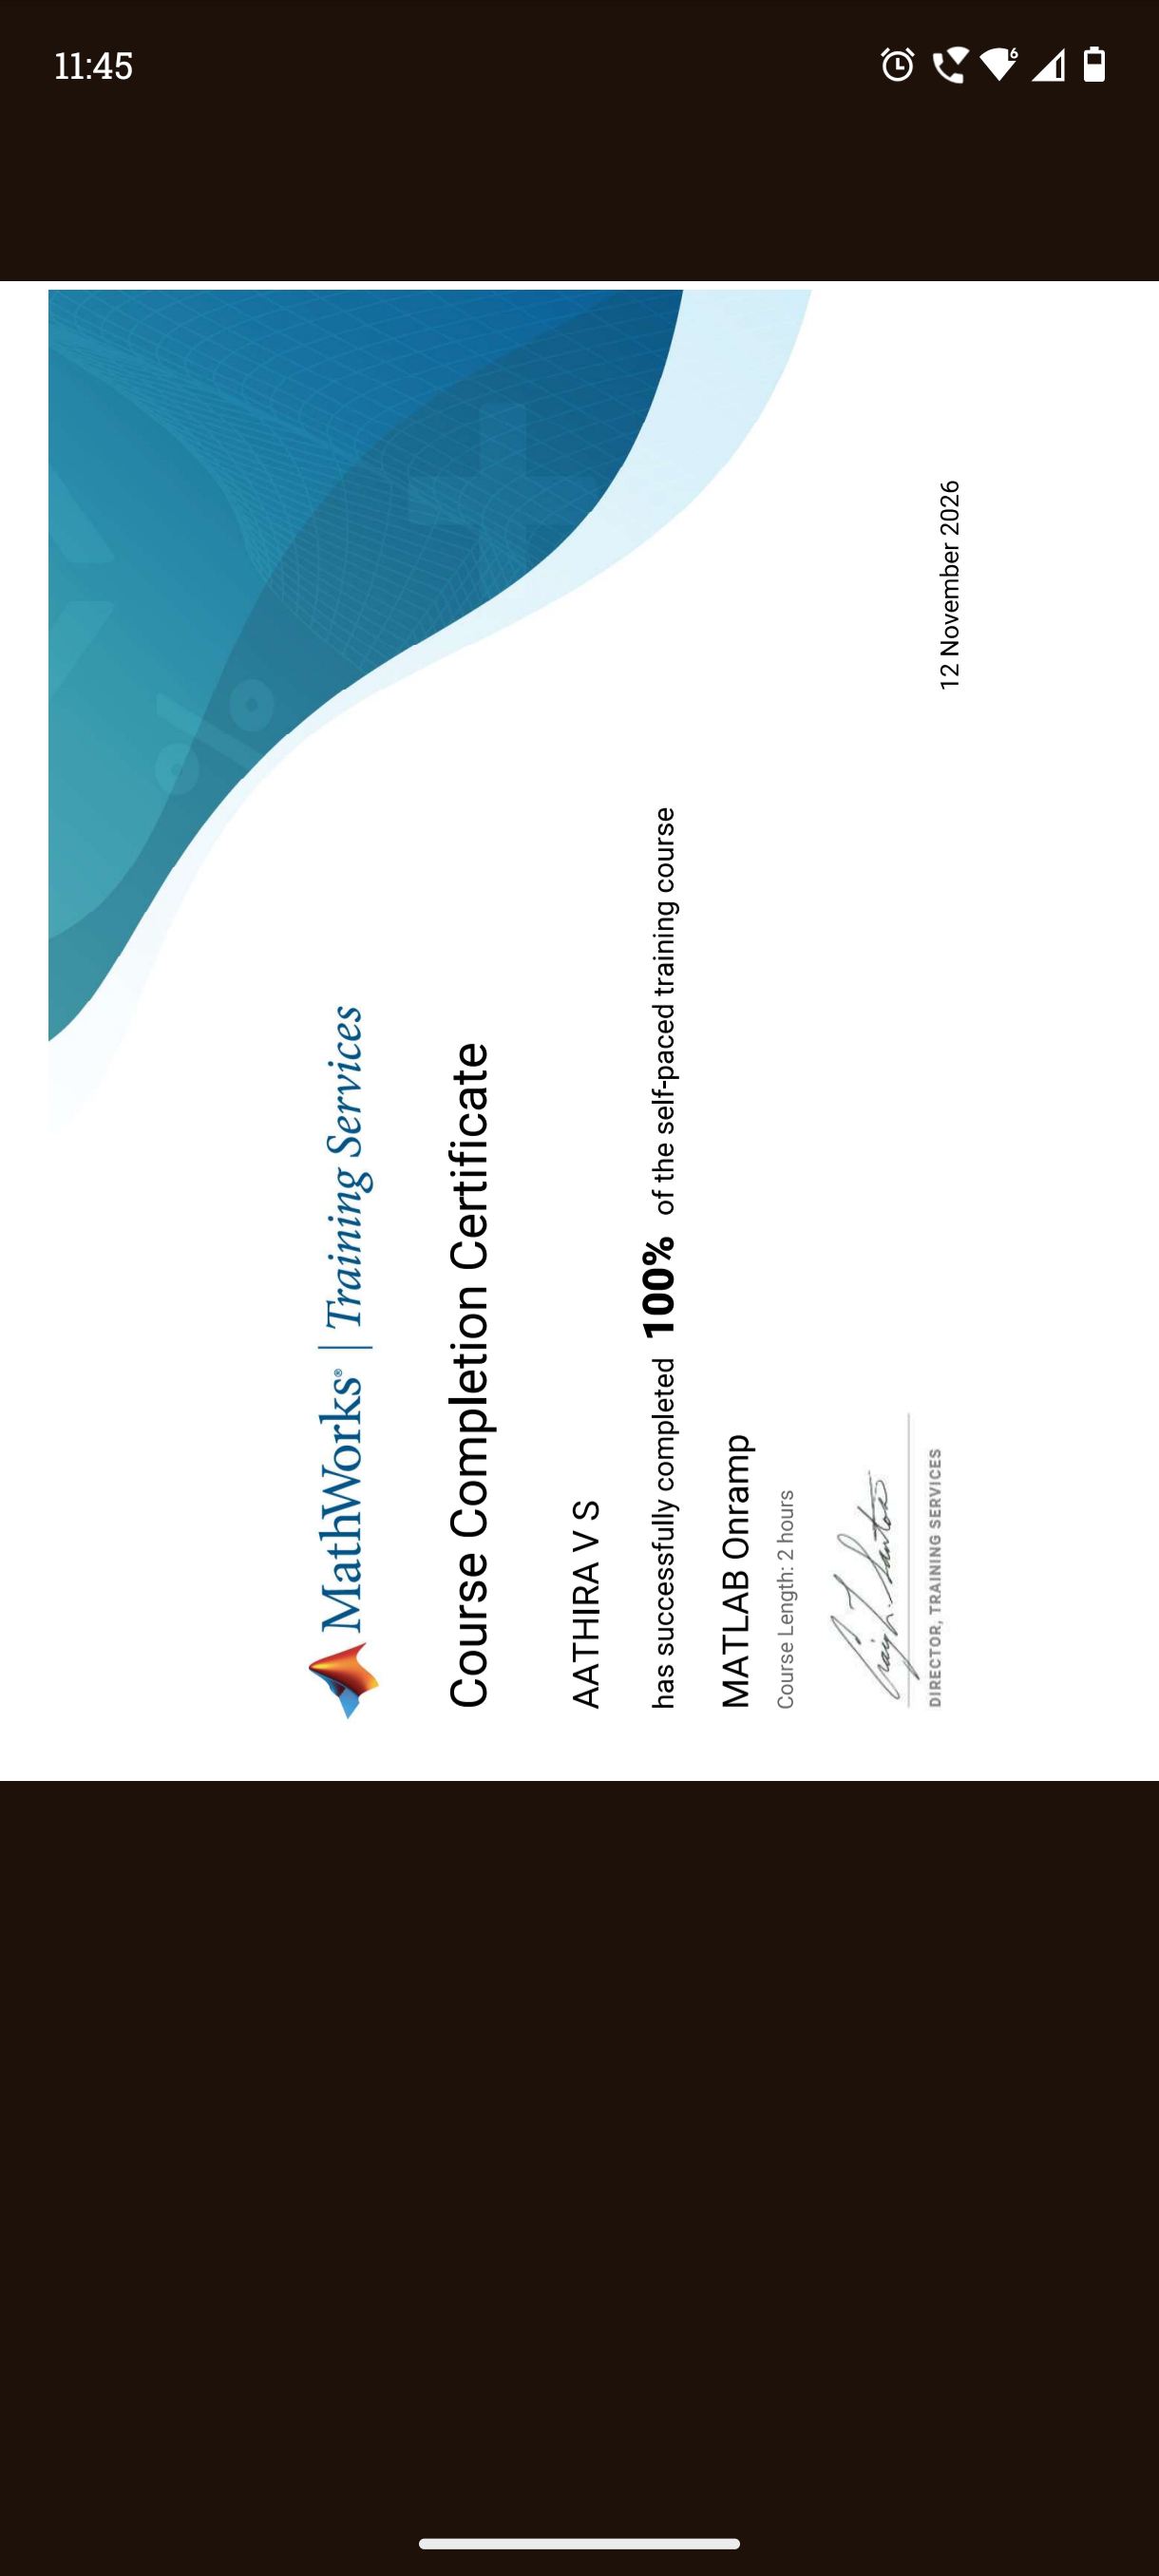 11:45
6
MathWorks® | Training Services
Course Completion Certificate
AATHIRA V S
has successfully completed 100% of the self-paced training course
MATLAB Onramp
Course Length: 2 hours
DIRECTOR, TRAINING SERVICES
12 November 2026